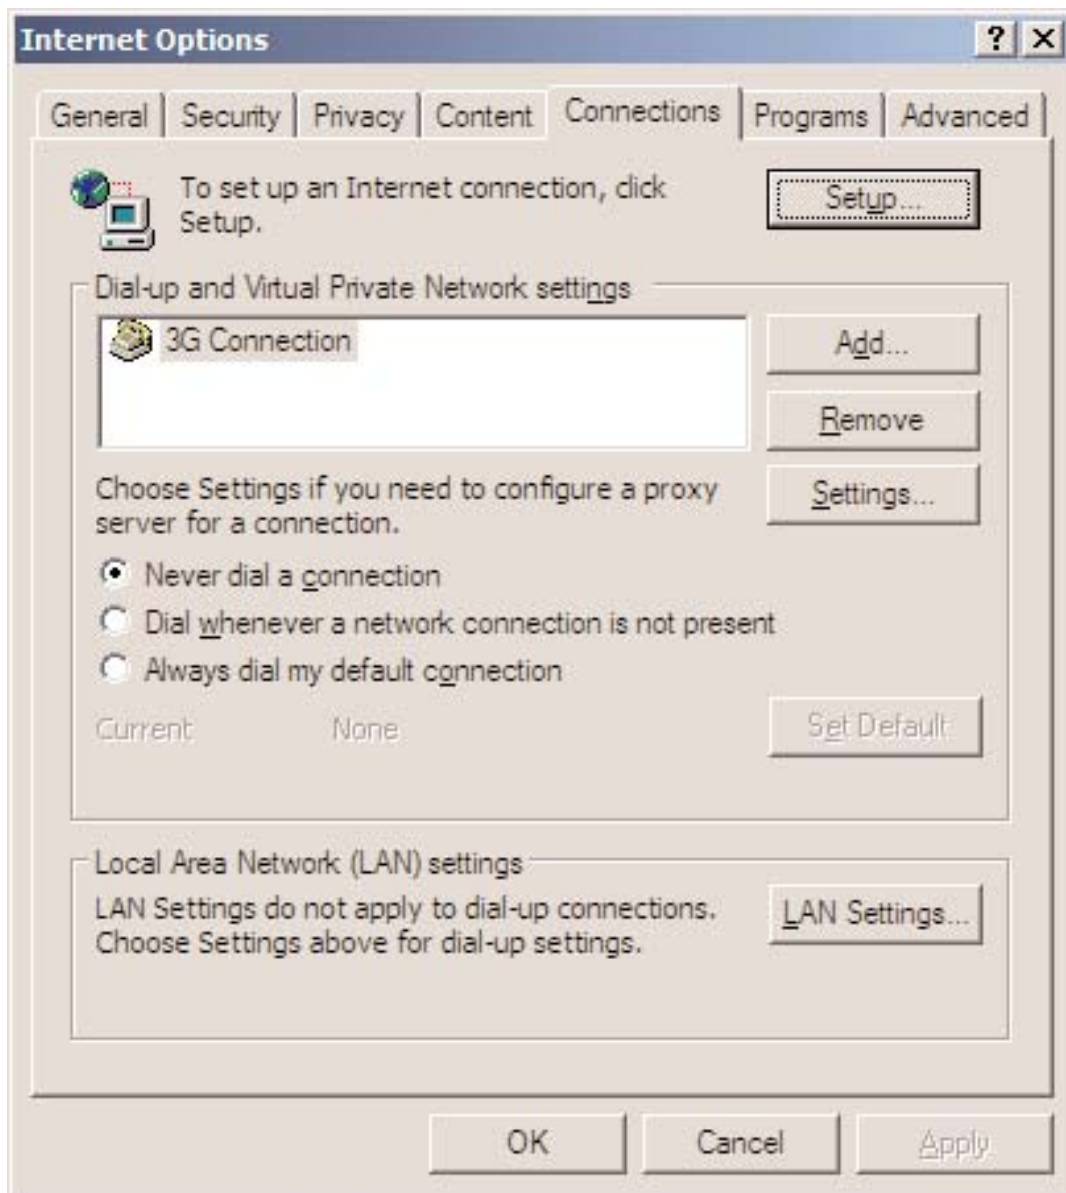 Internet Options
General Security Privacy Content Connections Programs Advanced
To set up an Internet connection, click
Setup.
Setup...
Dial-up and Virtual Private Network settings
3G Connection
Add...
Remove
Choose Settings if you need to configure a proxy
server for a connection.
Settings...
Never dial a connection
Dial whenever a network connection is not present
Always dial my default connection
Current None
Set Default
Local Area Network (LAN) settings
LAN Settings do not apply to dial-up connections.
Choose Settings above for dial-up settings.
LAN Settings...
OK Cancel Apply